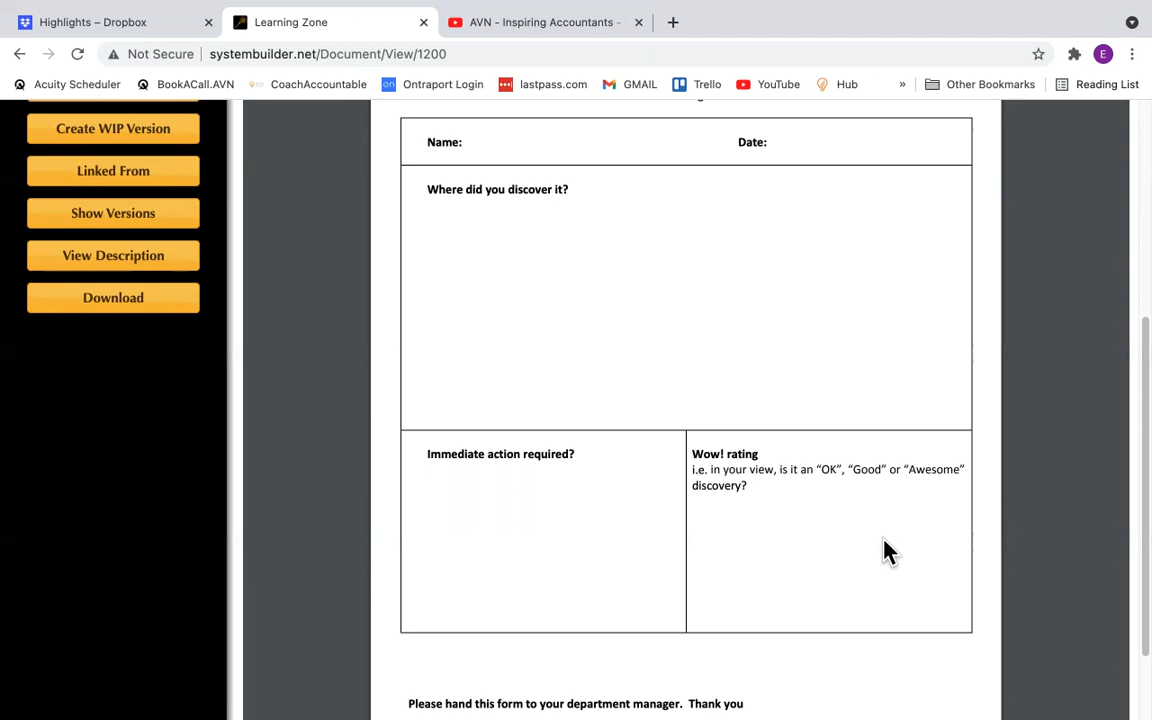 Highlights – Dropbox
Learning Zone
AVN - Inspiring Accountants -
Not Secure
systembuilder.net/Document/View/1200
E
Acuity Scheduler
BookACall.AVN
CoachAccountable
on
Ontraport Login
lastpass.com
GMAIL
Trello
YouTube
Hub
»
Other Bookmarks
Reading List
Create WIP Version
Linked From
Show Versions
View Description
Download
Name:
Date:
Where did you discover it?
Immediate action required?
Wow! rating
i.e. in your view, is it an “OK”, “Good” or “Awesome”
discovery?
Please hand this form to your department manager. Thank you